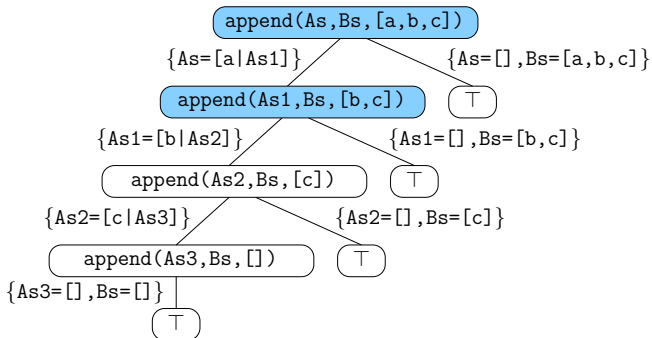 append(As,Bs,[a,b,c])
{As=[a|As1]} {As=[],Bs=[a,b,c]}
append(As1,Bs,[b,c]) ⊤
{As1=[b|As2]} {As1=[],Bs=[b,c]}
append(As2,Bs,[c]) ⊤
{As2=[c|As3]} {As2=[],Bs=[c]}
append(As3,Bs,[]) ⊤
{As3=[],Bs=[]}
⊤